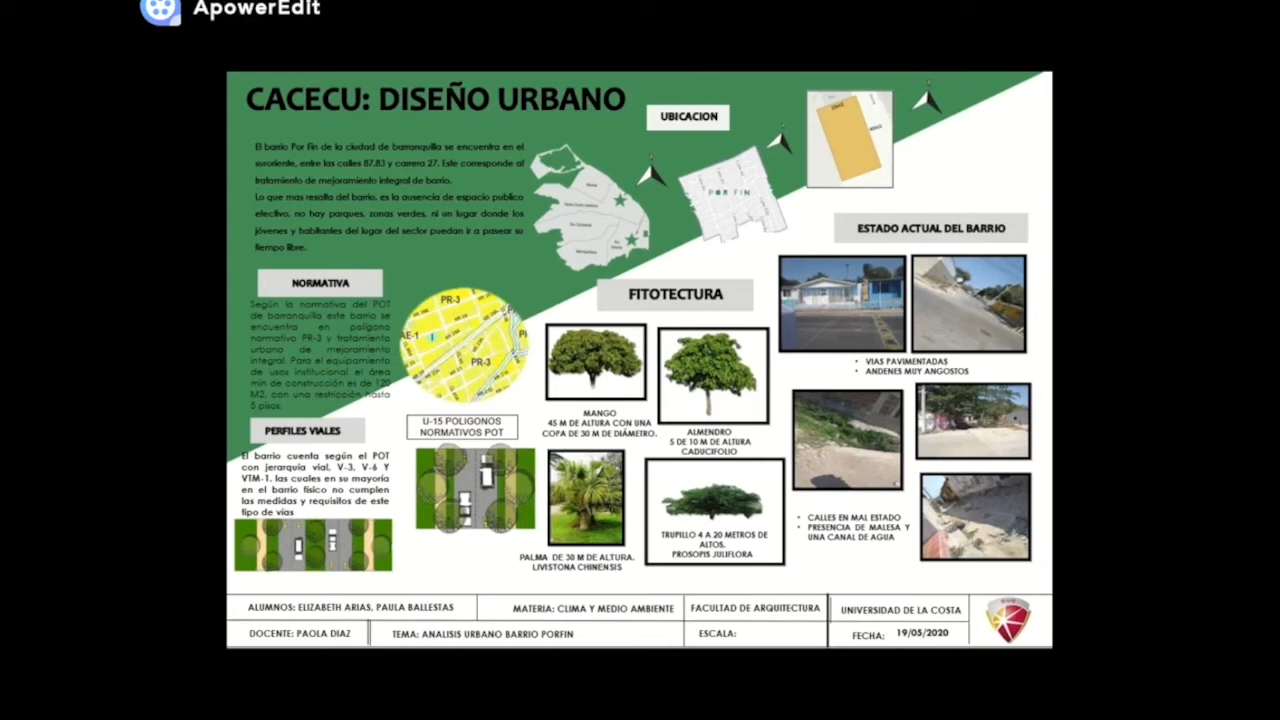 ApowerEdit
CACECU: DISEÑO URBANO
El barrio Por Fin de la ciudad de barranquilla se encuentra en el
suroriente, entre las calles 87,83 y carrera 27. Este corresponde al
tratamiento de mejoramiento integral de barrio.
Lo que mas resalta del barrio, es la ausencia de espacio publico
efectivo, no hay parques, zonas verdes, ni un lugar donde los
jóvenes y habitantes del lugar del sector puedan ir a pasear su
tiempo libre.
UBICACION
POR FIN
NORMATIVA
Según la normativa del POT
de barranquilla este barrio se
encuentra en polígono
normativo PR-3 y tratamiento
urbano de mejoramiento
integral. Para el equipamiento
de usos institucional el área
min de construcción es de 120
M2, con una restricción hasta
5 pisos.
PR-3
AE-1
PR-3
U-15 POLIGONOS
NORMATIVOS POT
PERFILES VIALES
El barrio cuenta según el POT
con jerarquía vial, V-3, V-6 Y
VTM-1. las cuales en su mayoría
en el barrio físico no cumplen
las medidas y requisitos de este
tipo de vías
FITOTECTURA
MANGO
45 M DE ALTURA CON UNA
COPA DE 30 M DE DIÁMETRO.
ALMENDRO
5 DE 10 M DE ALTURA
CADUCIFOLIO
PALMA DE 30 M DE ALTURA.
LIVISTONA CHINENSIS
TRUPILLO 4 A 20 METROS DE
ALTOS.
PROSOPIS JULIFLORA
ESTADO ACTUAL DEL BARRIO
• VIAS PAVIMENTADAS
• ANDENES MUY ANGOSTOS
• CALLES EN MAL ESTADO
• PRESENCIA DE MALESA Y
UNA CANAL DE AGUA
ALUMNOS: ELIZABETH ARIAS, PAULA BALLESTAS
MATERIA: CLIMA Y MEDIO AMBIENTE
FACULTAD DE ARQUITECTURA
UNIVERSIDAD DE LA COSTA
DOCENTE: PAOLA DIAZ
TEMA: ANALISIS URBANO BARRIO PORFIN
ESCALA:
FECHA: 19/05/2020